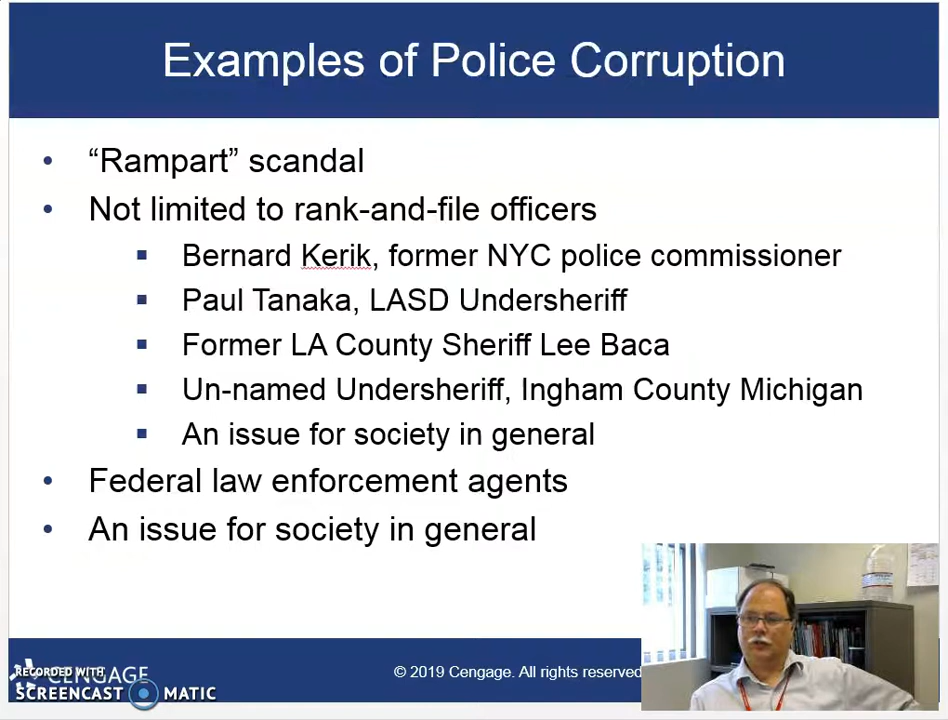 Examples of Police Corruption
• “Rampart” scandal
• Not limited to rank-and-file officers
▪ Bernard Kerik, former NYC police commissioner
▪ Paul Tanaka, LASD Undersheriff
▪ Former LA County Sheriff Lee Baca
▪ Un-named Undersheriff, Ingham County Michigan
▪ An issue for society in general
• Federal law enforcement agents
• An issue for society in general
CENGAGE
RECORDED WITH
SCREENCAST MATIC
© 2019 Cengage. All rights reserved